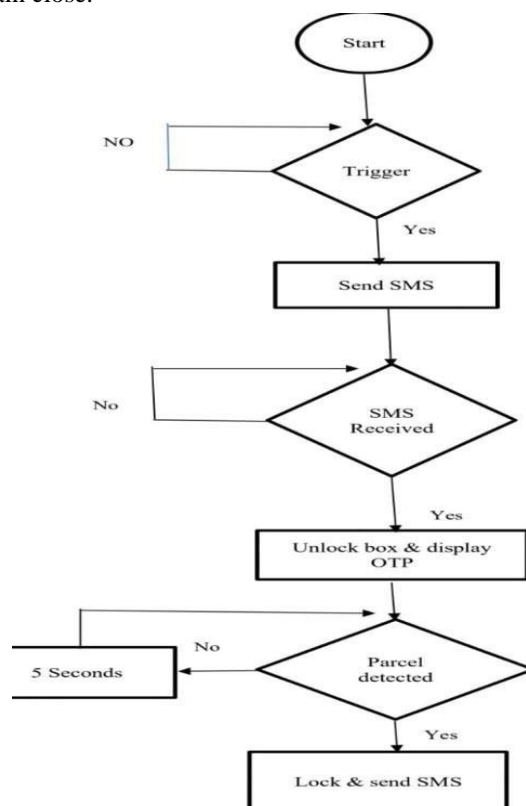 close.
Start
NO
Trigger
Yes
Send SMS
No
SMS
Received
Yes
Unlock box & display
OTP
No
5 Seconds
Parcel
detected
Yes
Lock & send SMS